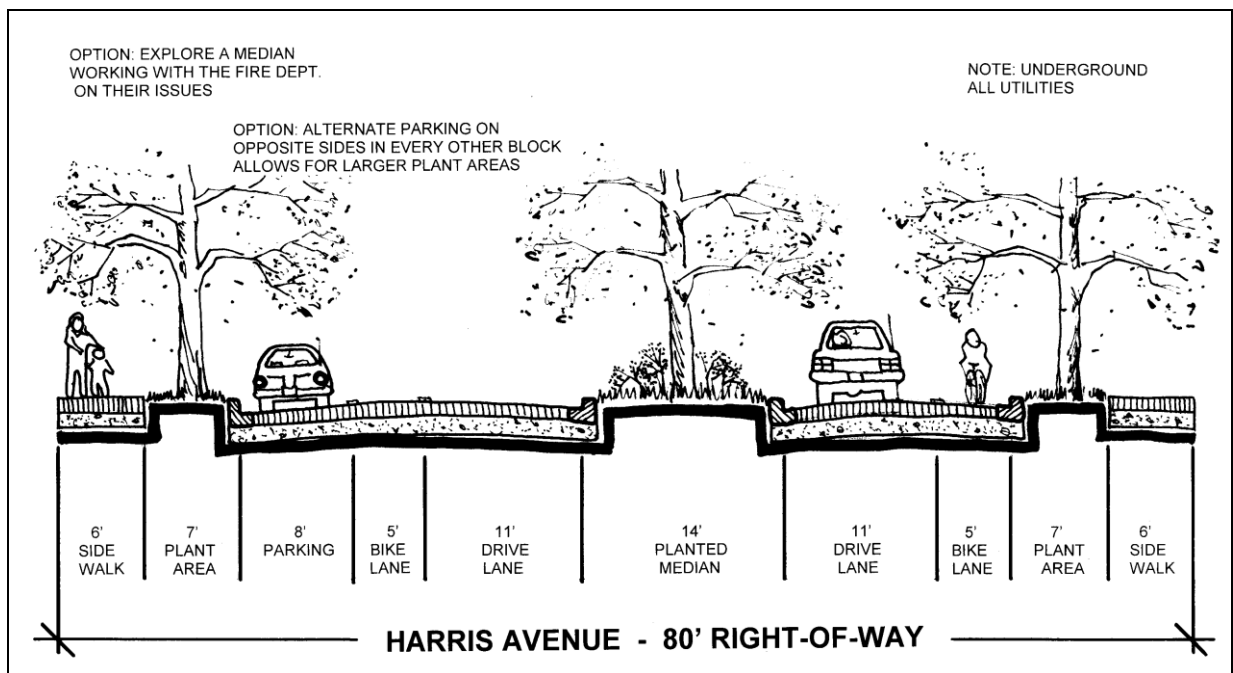 OPTION: EXPLORE A MEDIAN
WORKING WITH THE FIRE DEPT.
ON THEIR ISSUES
OPTION: ALTERNATE PARKING ON
OPPOSITE SIDES IN EVERY OTHER BLOCK
ALLOWS FOR LARGER PLANT AREAS
NOTE: UNDERGROUND
ALL UTILITIES
6'
SIDE
WALK
7'
PLANT
AREA
8'
PARKING
5'
BIKE
LANE
11'
DRIVE
LANE
14'
PLANTED
MEDIAN
11'
DRIVE
LANE
5'
BIKE
LANE
7'
PLANT
AREA
6'
SIDE
WALK
HARRIS AVENUE - 80' RIGHT-OF-WAY